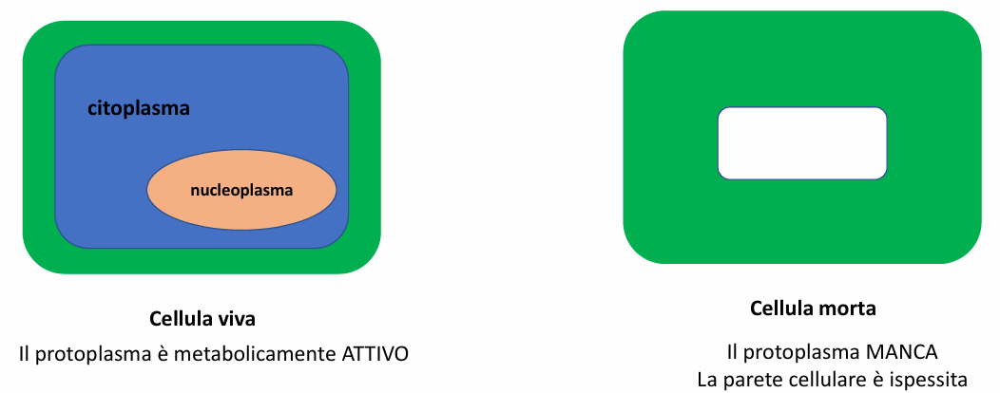 citoplasma
nucleoplasma
Cellula viva
Il protoplasma è metabolicamente ATTIVO
Cellula morta
Il protoplasma MANCA
La parete cellulare è ispessita